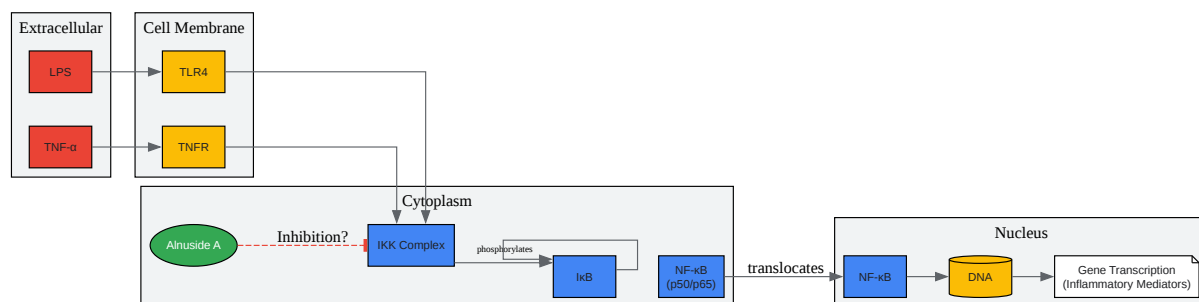 Extracellular
Cell Membrane
LPS
TLR4
TNF-α
TNFR
Cytoplasm
Alnuside A
Inhibition?
IKK Complex
phosphorylates
IκB
NF-κB
(p50/p65)
translocates
Nucleus
NF-κB
DNA
Gene Transcription
(Inflammatory Mediators)